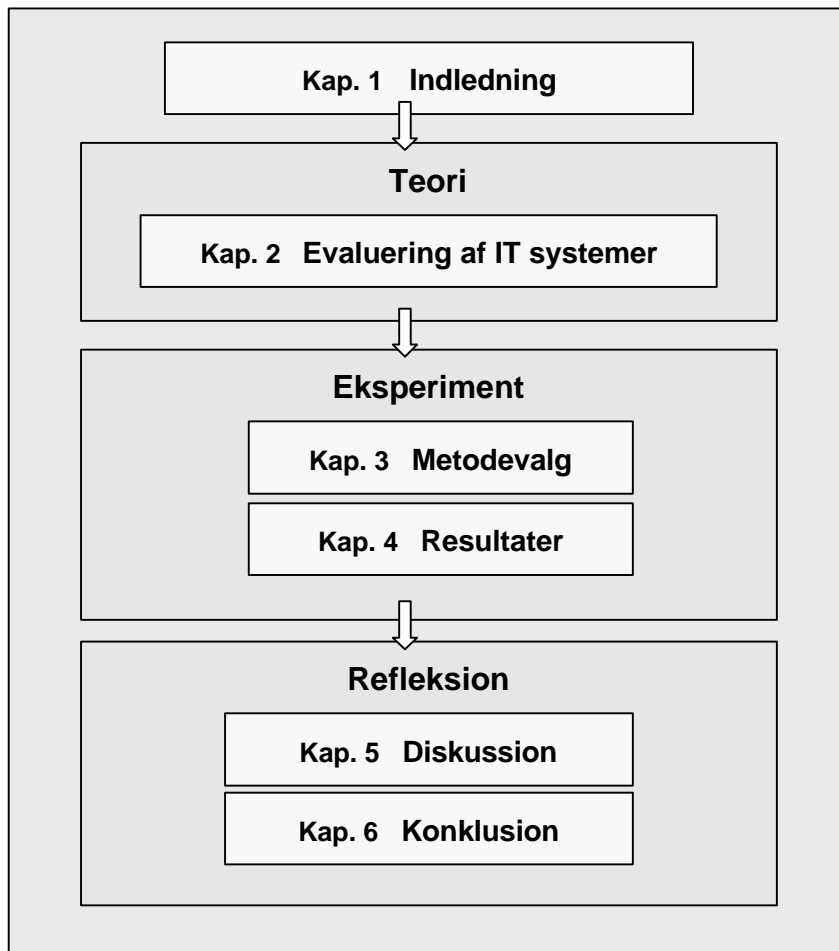 Kap. 1 Indledning
Teori
Kap. 2 Evaluering af IT systemer
Eksperiment
Kap. 3 Metodevalg
Kap. 4 Resultater
Refleksion
Kap. 5 Diskussion
Kap. 6 Konklusion